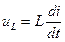 u_L = L di/dt